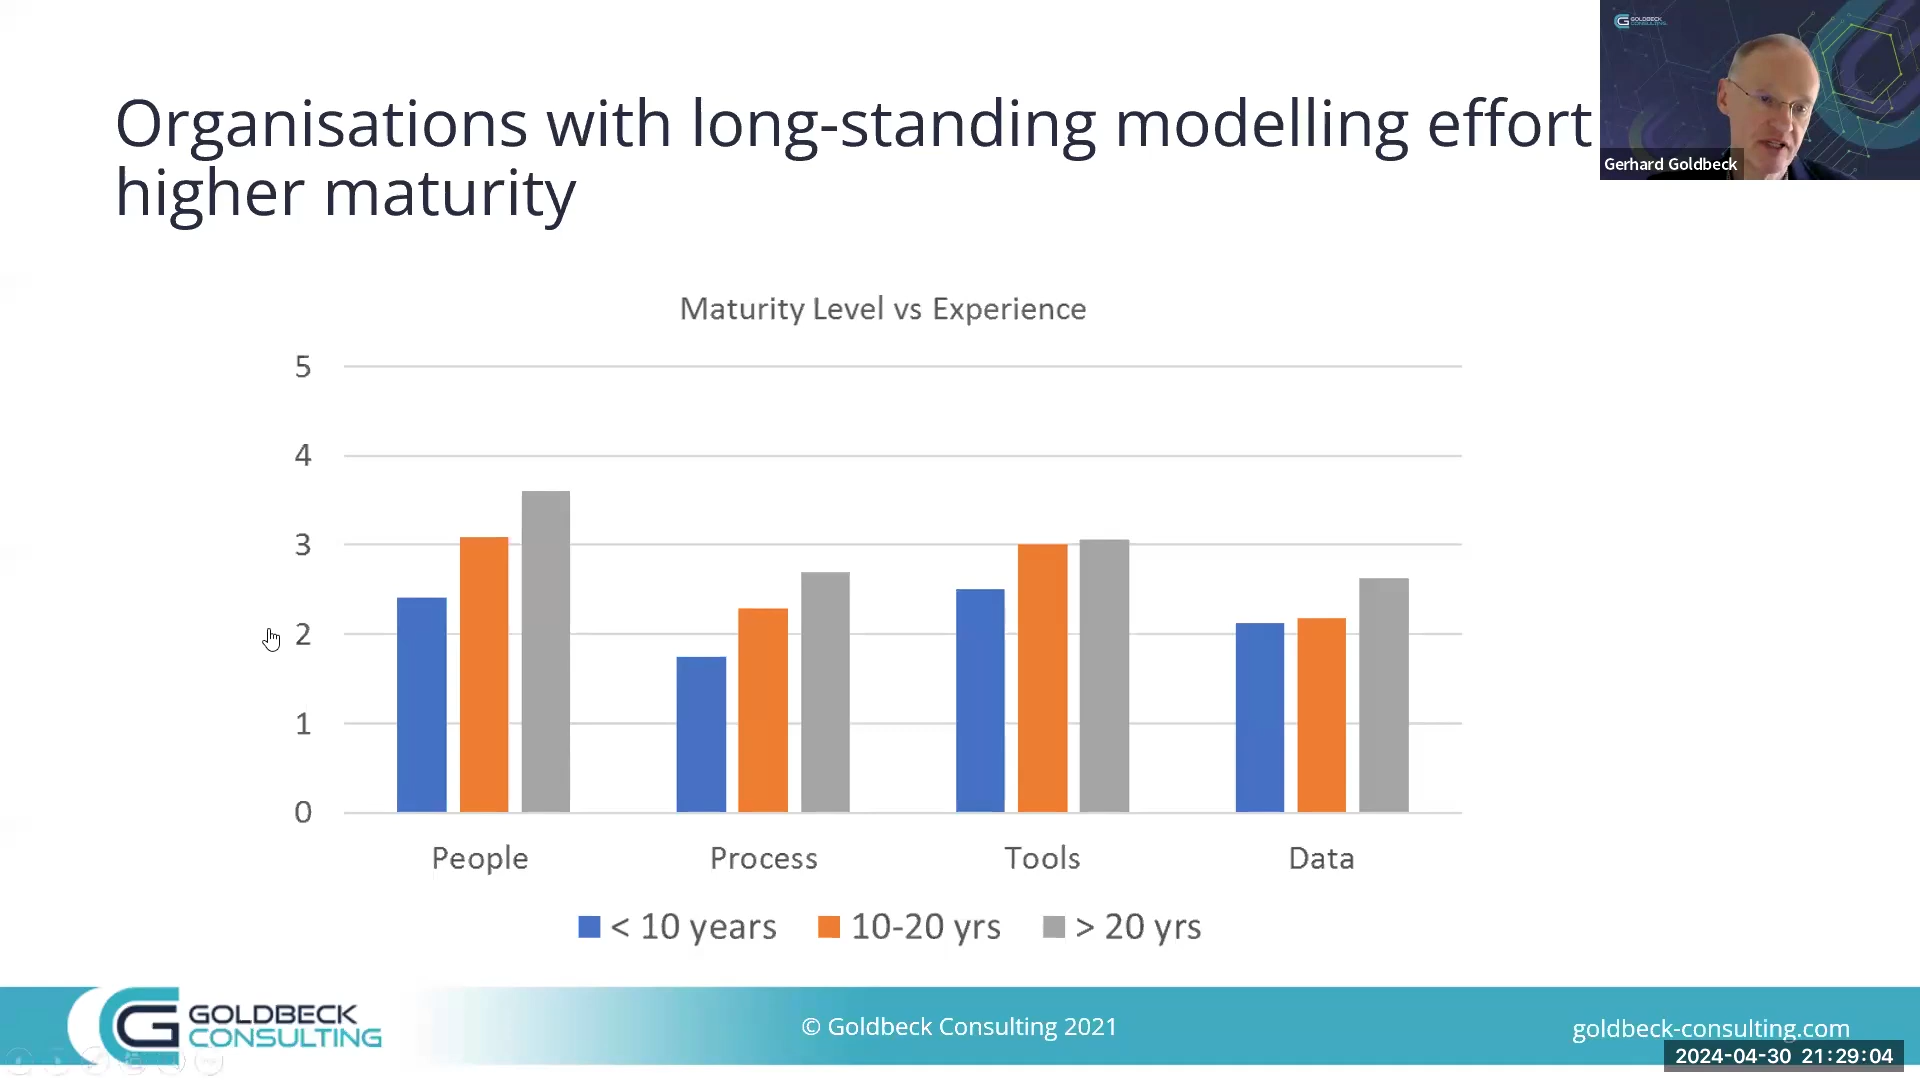 GOLDBECK
CONSULTING
Gerhard Goldbeck
Organisations with long-standing modelling effort
higher maturity
Maturity Level vs Experience
5
4
3
2
1
0
People Process Tools Data
< 10 years 10-20 yrs > 20 yrs
GOLDBECK
CONSULTING
© Goldbeck Consulting 2021
goldbeck-consulting.com
2024-04-30 21:29:04